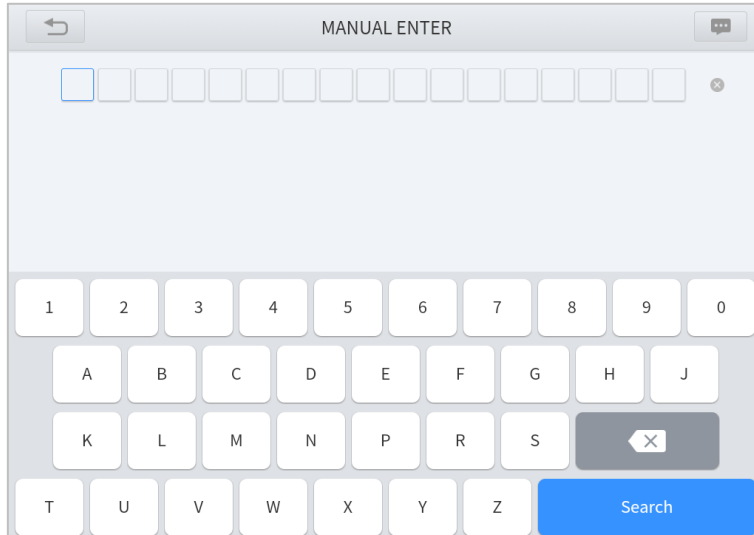 MANUAL ENTER
1 2 3 4 5 6 7 8 9 0
A B C D E F G H J
K L M N P R S
T U V W X Y Z Search